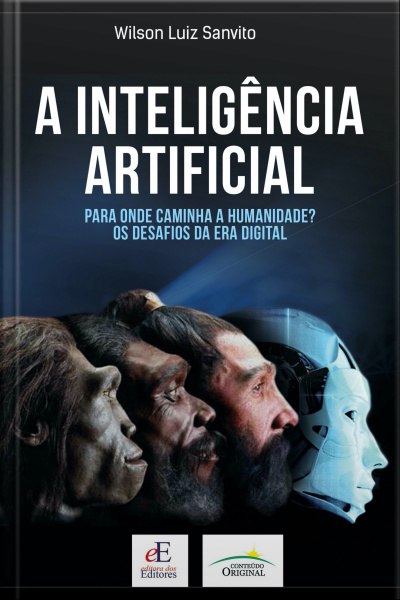 Wilson Luiz Sanvito
A INTELIGÊNCIA
ARTIFICIAL
PARA ONDE CAMINHA A HUMANIDADE?
OS DESAFIOS DA ERA DIGITAL
eE
editora dos
Editores
CONTEÚDO
ORIGINAL